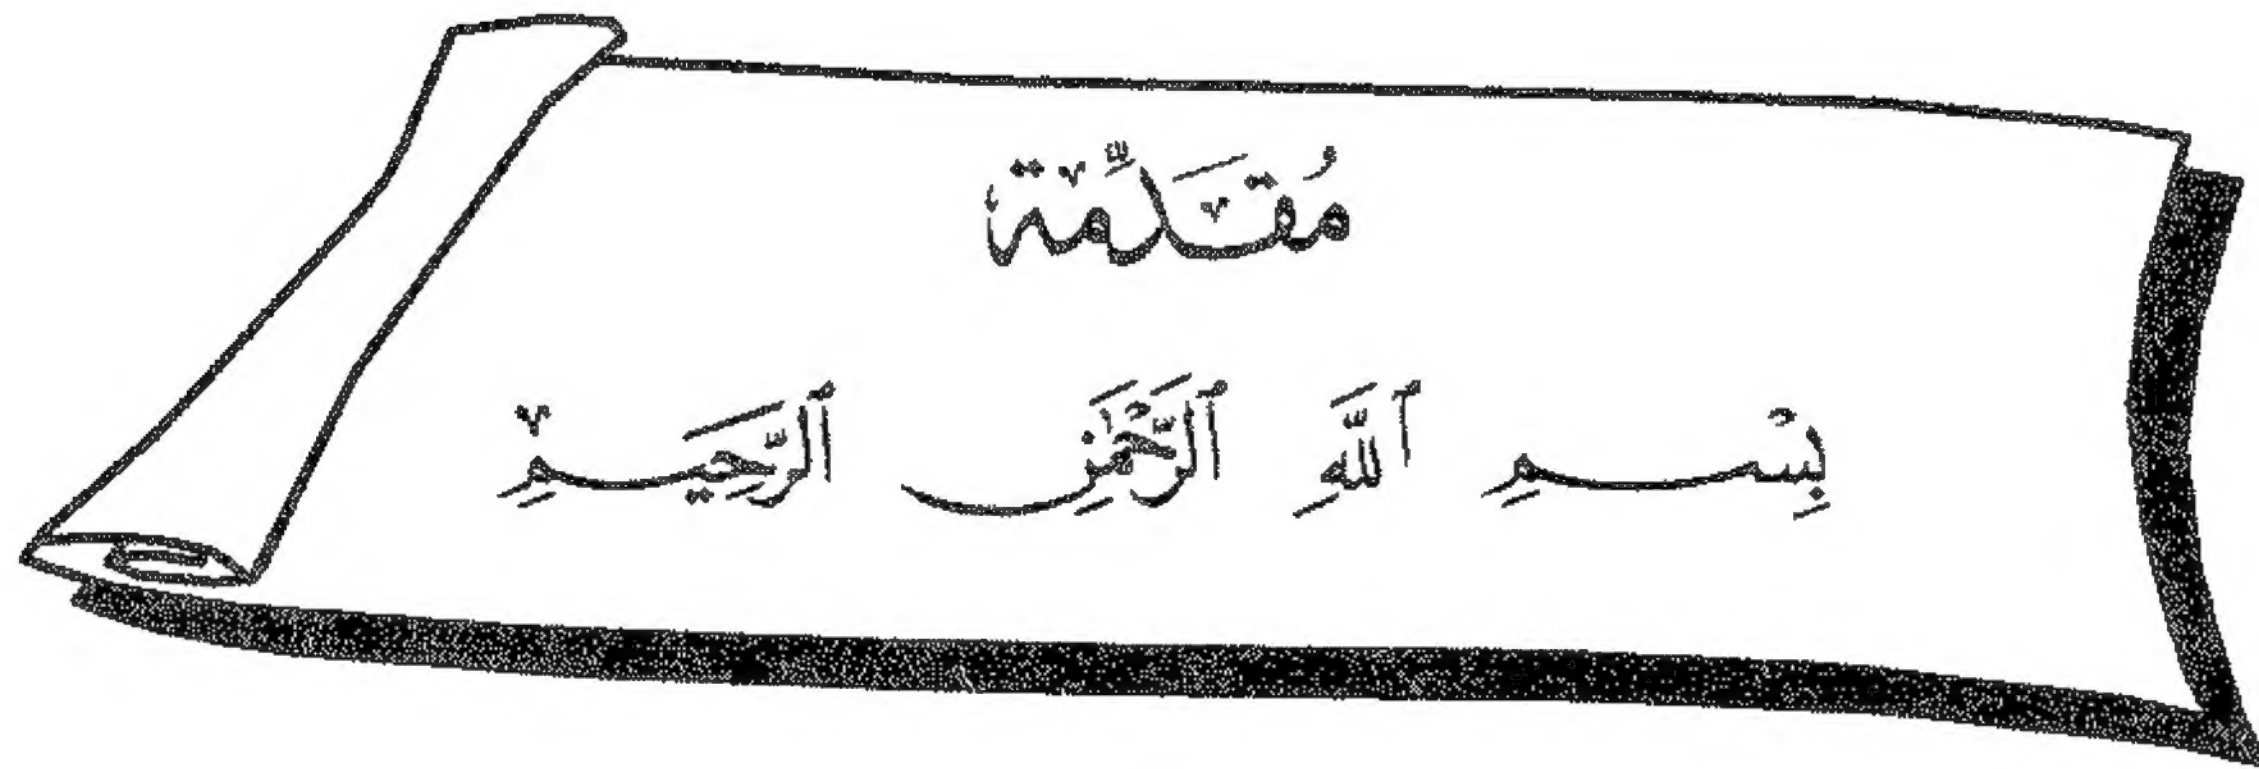 مُقَدِّمَة
بِسْمِ ٱللَّهِ ٱلرَّحْمَٰنِ ٱلرَّحِيمِ